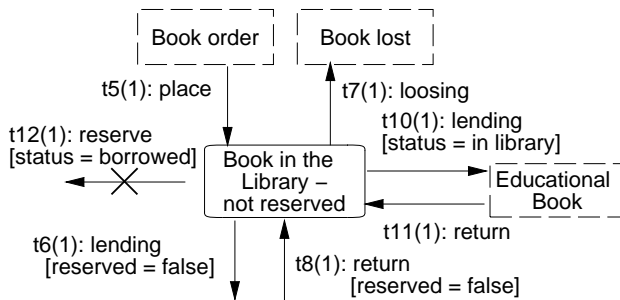 Book order
Book lost
t5(1): place
t7(1): loosing
t10(1): lending
[status = in library]
t12(1): reserve
[status = borrowed]
Book in the
Library –
not reserved
Educational
Book
t11(1): return
t6(1): lending
[reserved = false]
t8(1): return
[reserved = false]